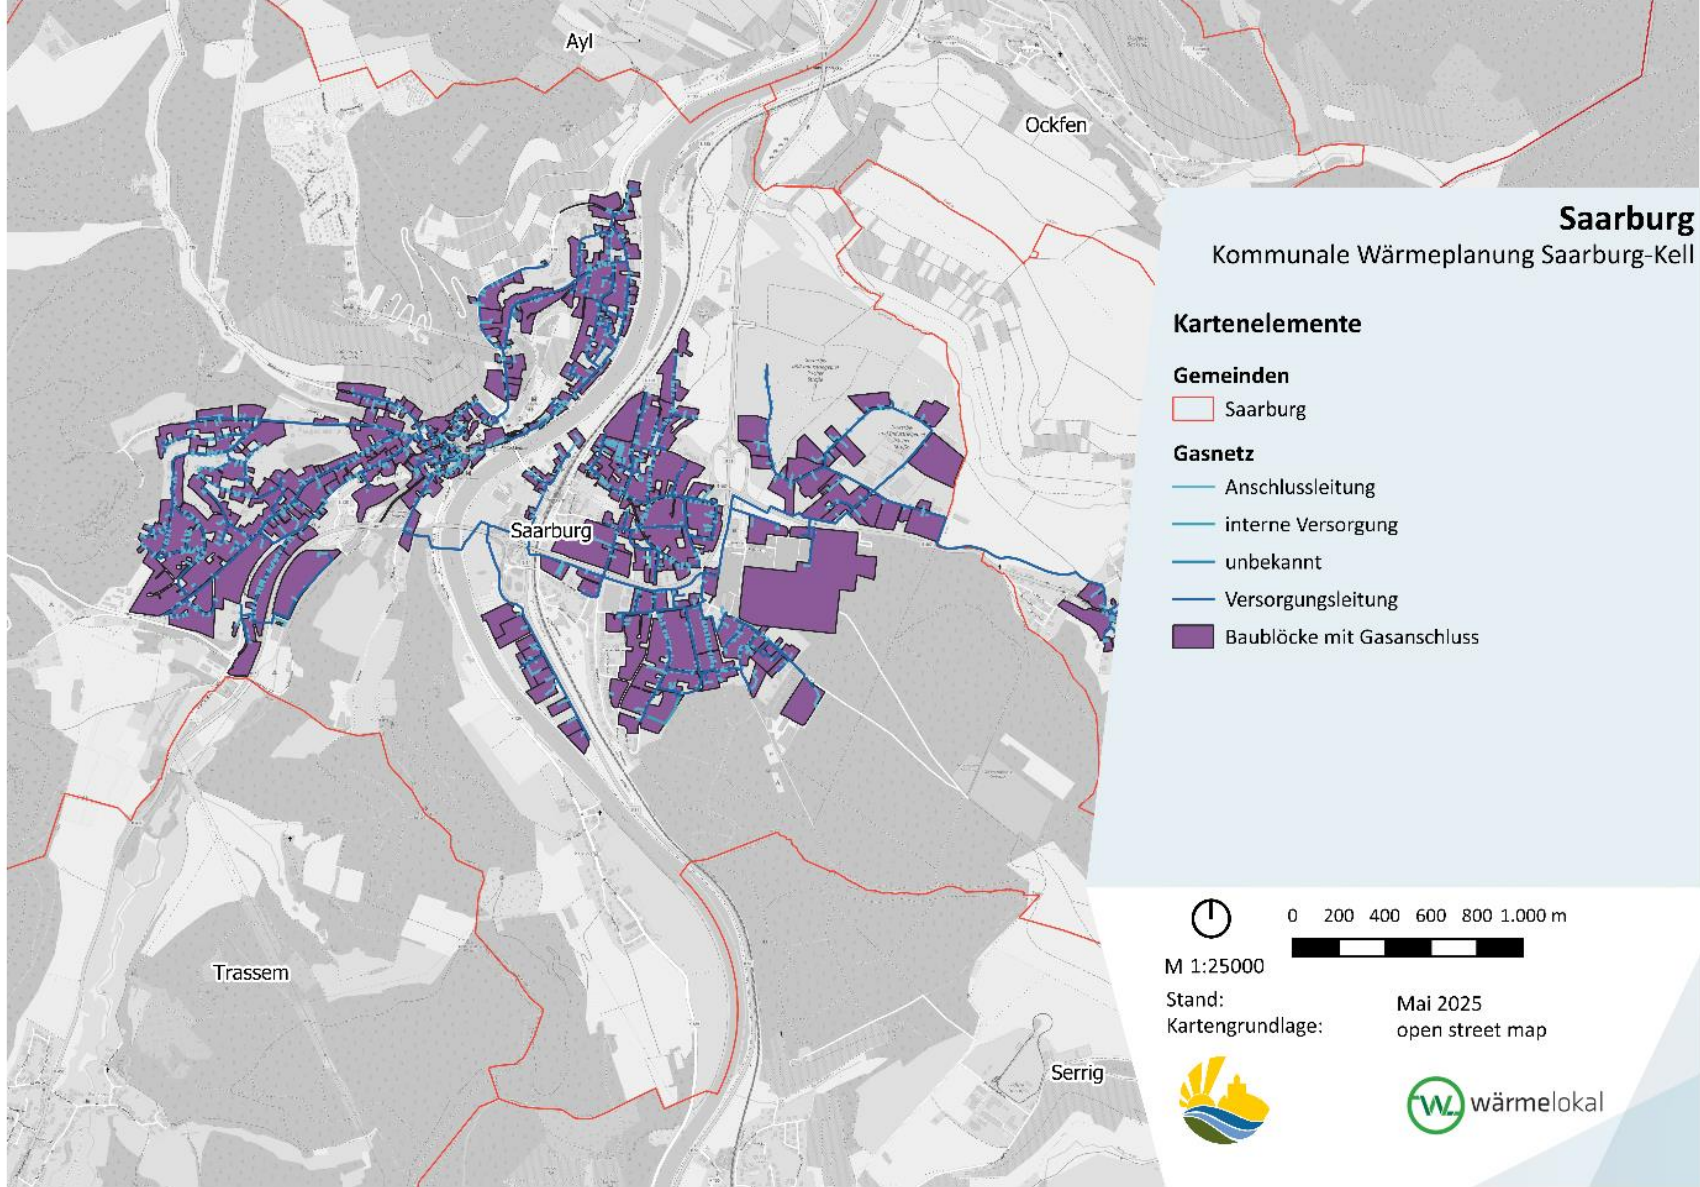 Ayl
Ockfen
Saarburg
Trassem
Serrig
Saarburg
Kommunale Wärmeplanung Saarburg-Kell
Kartenelemente
Gemeinden
Saarburg
Gasnetz
Anschlussleitung
interne Versorgung
unbekannt
Versorgungsleitung
Baublöcke mit Gasanschluss
0 200 400 600 800 1.000 m
M 1:25000
Stand: Mai 2025
Kartengrundlage: open street map
wärmelokal